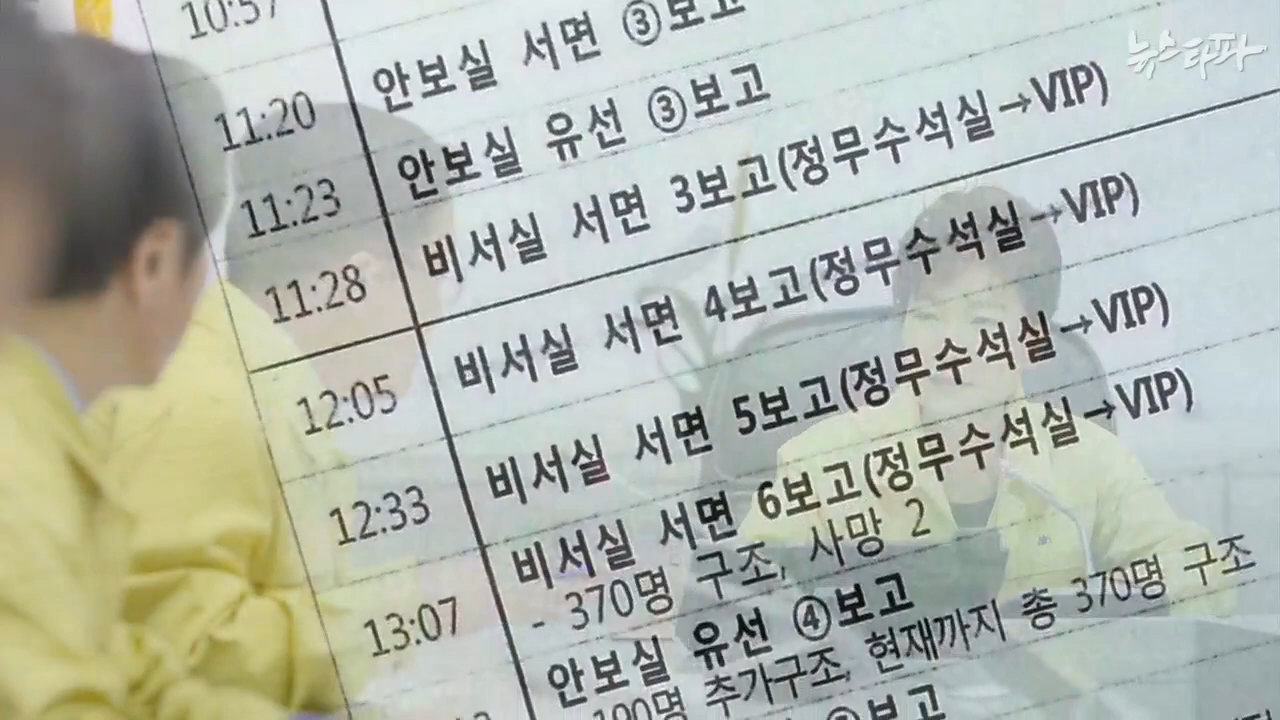 뉴스타파
10:57
11:20 안보실 서면 ③보고
11:23 안보실 유선 ③보고
11:28 비서실 서면 3보고(정무수석실→VIP)
12:05 비서실 서면 4보고(정무수석실→VIP)
12:33 비서실 서면 5보고(정무수석실→VIP)
13:07 비서실 서면 6보고(정무수석실→VIP)
- 370명 구조, 사망 2
안보실 유선 ④보고
추가구조, 현재까지 총 370명 구조
보고